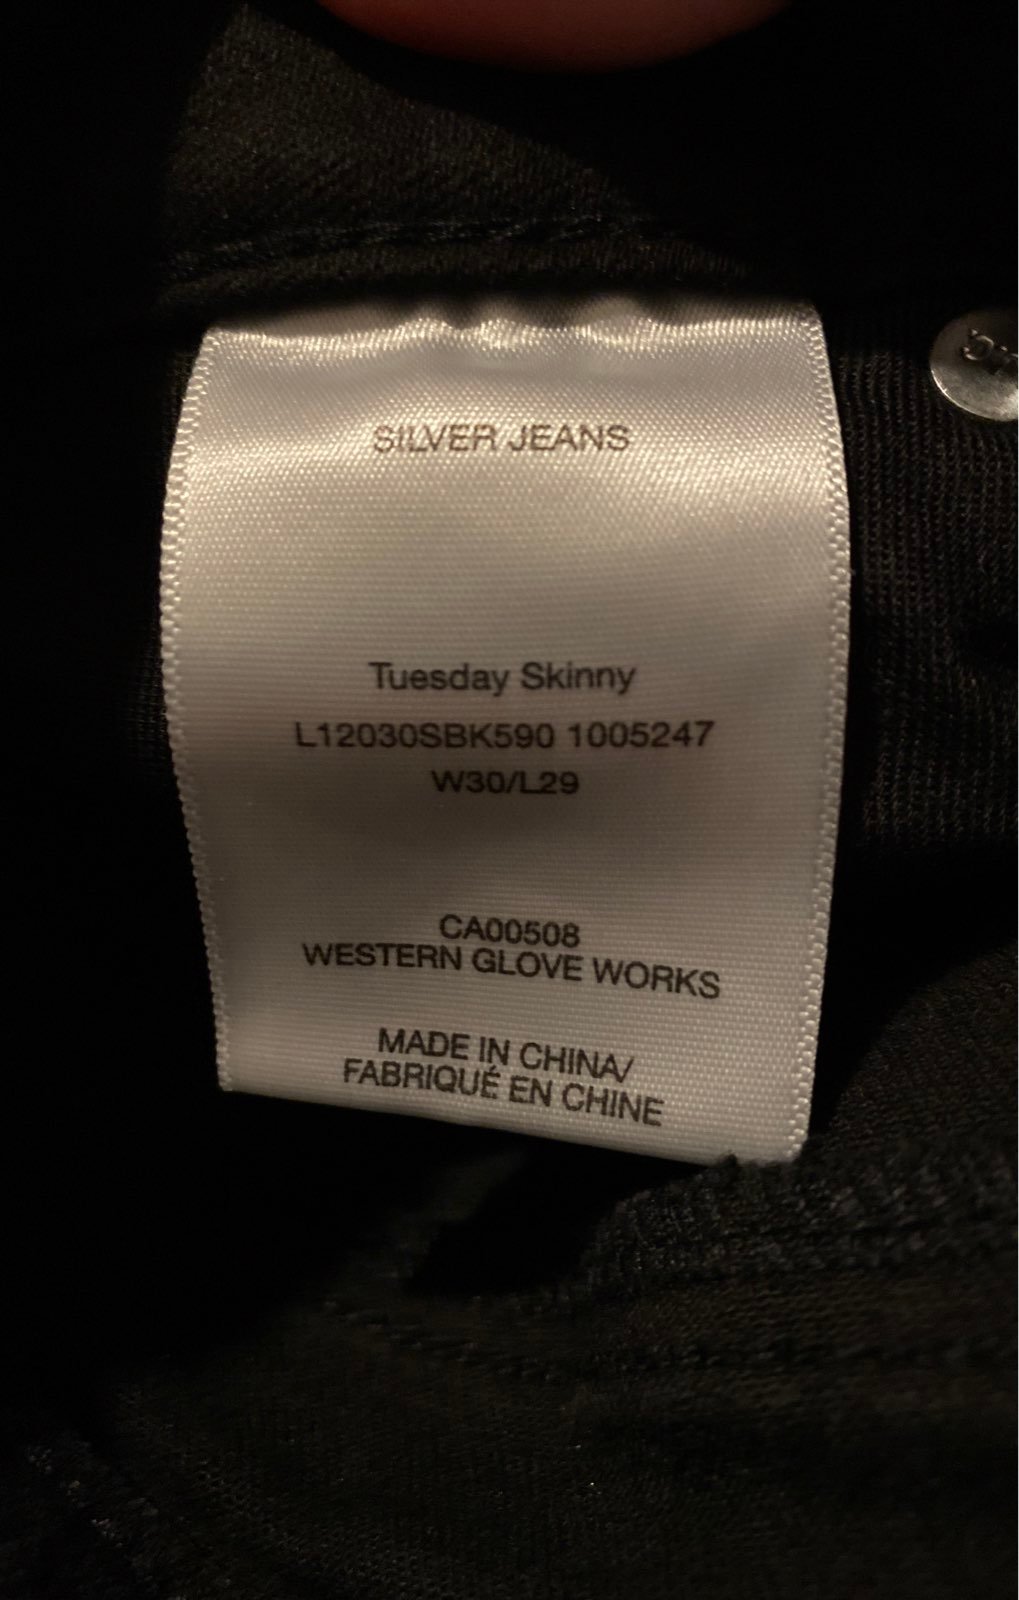 SILVER JEANS
Tuesday Skinny
L12030SBK590 1005247
W30/L29
CA00508
WESTERN GLOVE WORKS
MADE IN CHINA/
FABRIQUÉ EN CHINE